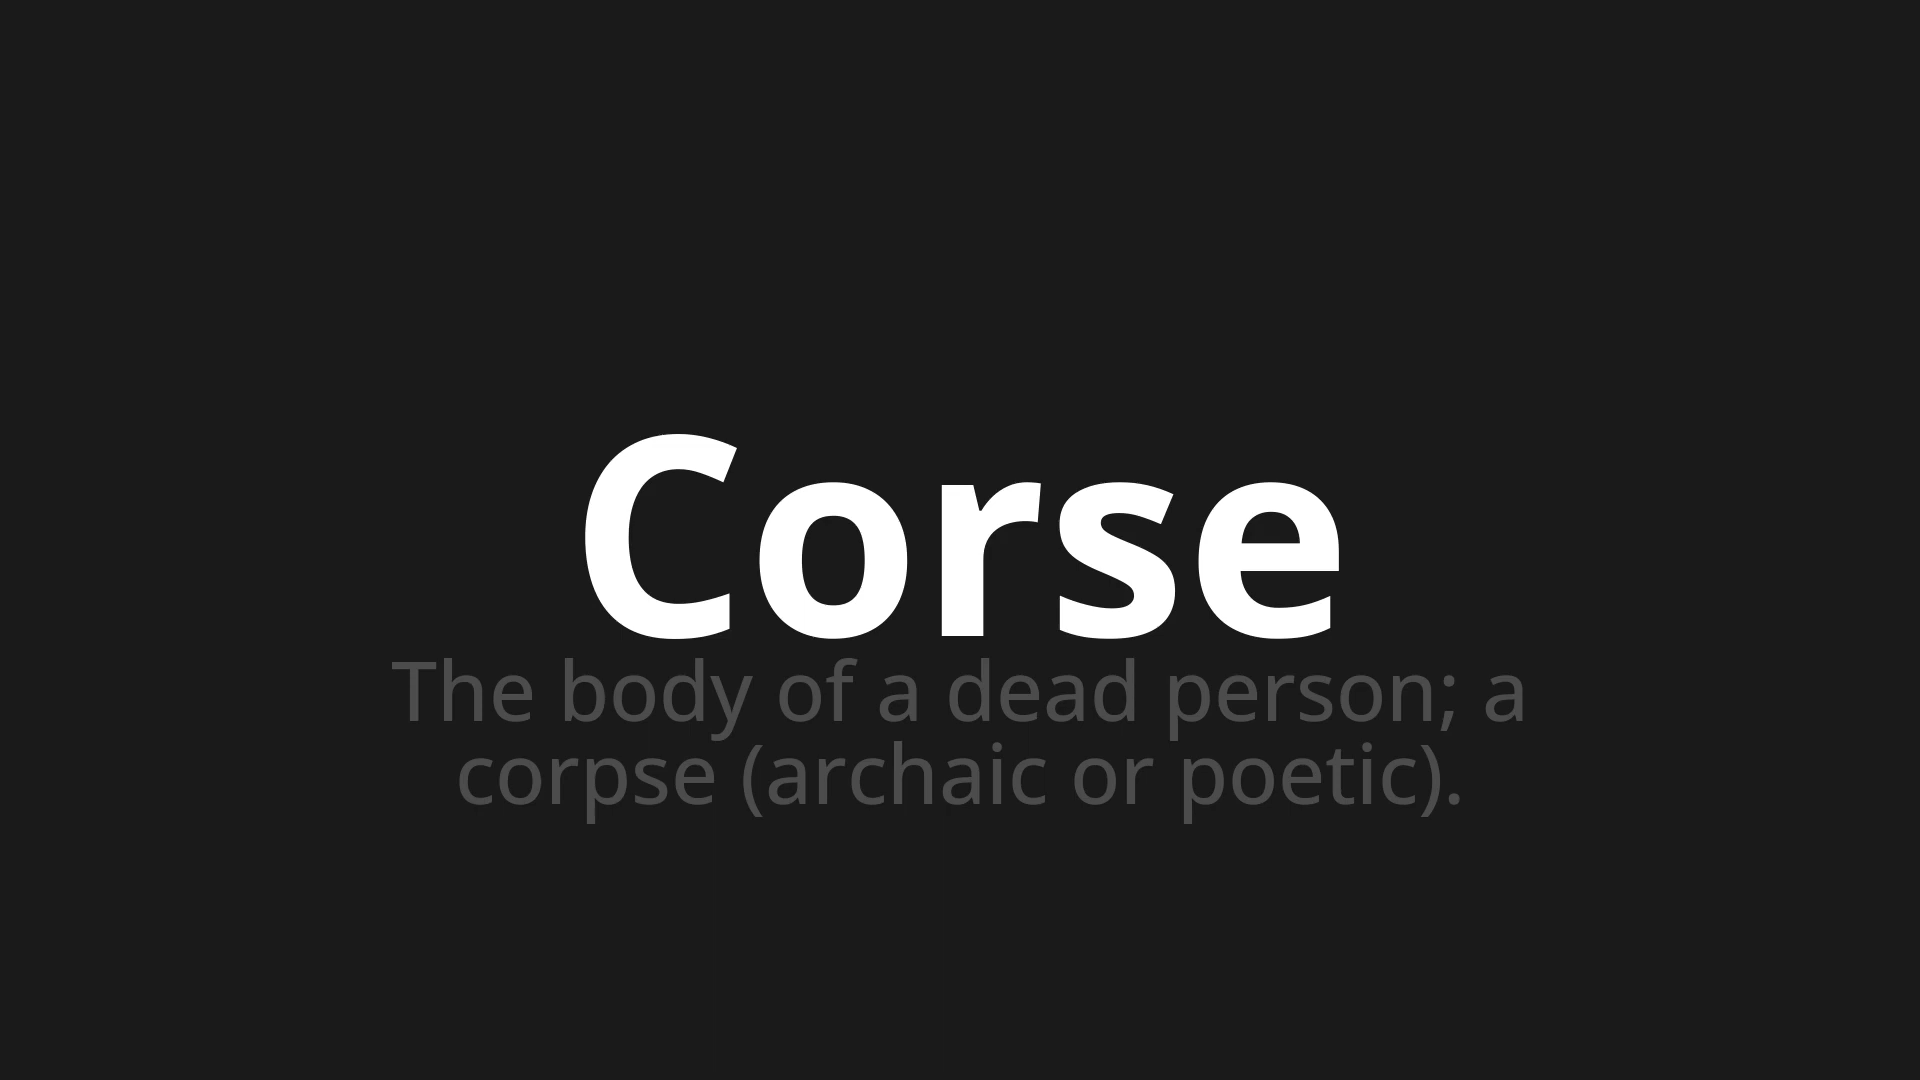 Corse
The body of a dead person; a
corpse (archaic or poetic).